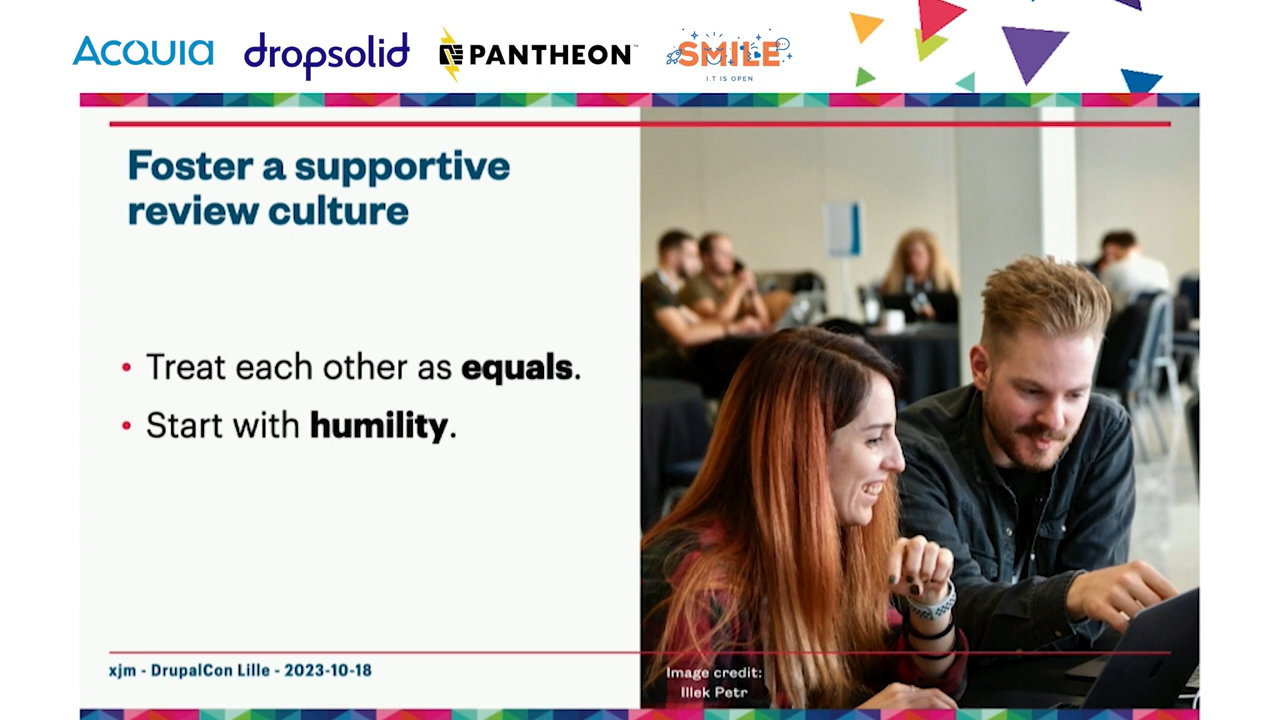 ACQUIA dropsolid PANTHEON SMILE
I.T IS OPEN
Foster a supportive
review culture
• Treat each other as equals.
• Start with humility.
xjm - DrupalCon Lille - 2023-10-18
Image credit:
Illek Petr